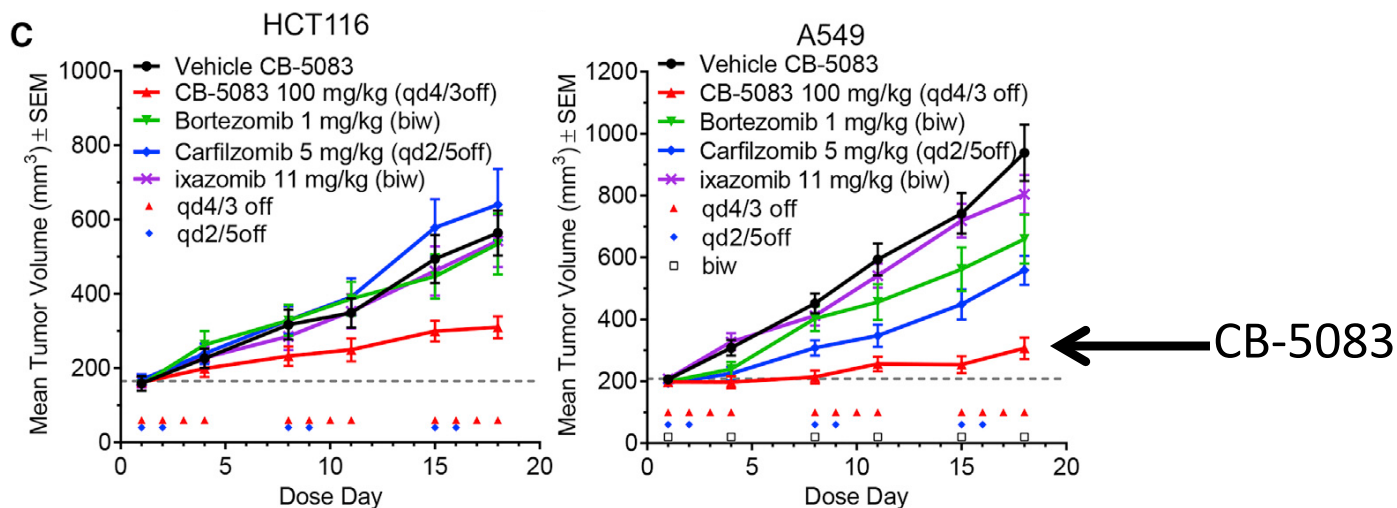 C
HCT116
Mean Tumor Volume (mm³) ± SEM
1000
800
600
400
200
0
Vehicle CB-5083
CB-5083 100 mg/kg (qd4/3off)
Bortezomib 1 mg/kg (biw)
Carfilzomib 5 mg/kg (qd2/5off)
ixazomib 11 mg/kg (biw)
qd4/3 off
qd2/5off
0 5 10 15 20
Dose Day
A549
Mean Tumor Volume (mm³) ± SEM
1200
1000
800
600
400
200
0
Vehicle CB-5083
CB-5083 100 mg/kg (qd4/3 off)
Bortezomib 1 mg/kg (biw)
Carfilzomib 5 mg/kg (qd2/5off)
ixazomib 11 mg/kg (biw)
qd4/3 off
qd2/5off
biw
0 5 10 15 20
Dose Day
CB-5083